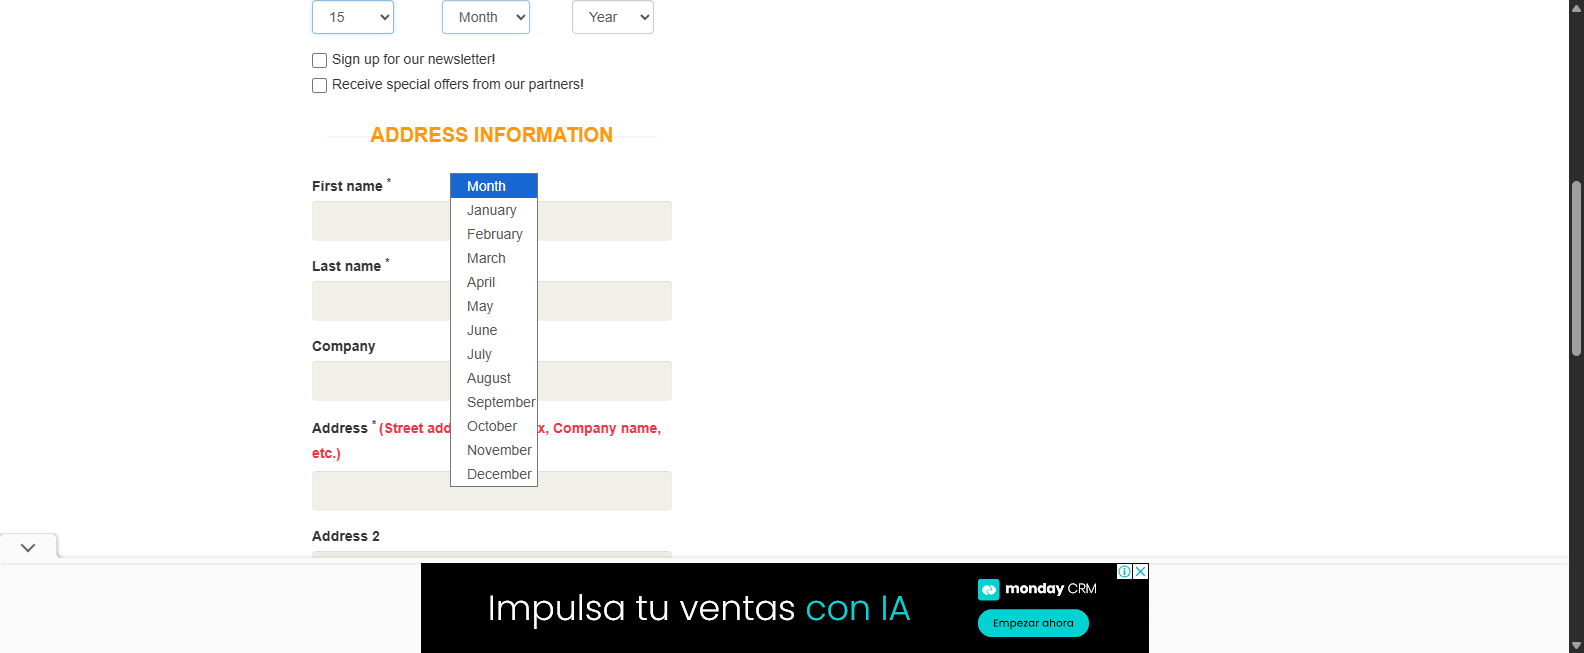 15 Month Year
Sign up for our newsletter!
Receive special offers from our partners!
ADDRESS INFORMATION
First name *
Month
January
February
Last name *
March
April
May
June
Company
July
August
September
Address * (Street add x, Company name,
etc.)
October
November
December
Address 2
Impulsa tu ventas con IA
monday CRM
Empezar ahora